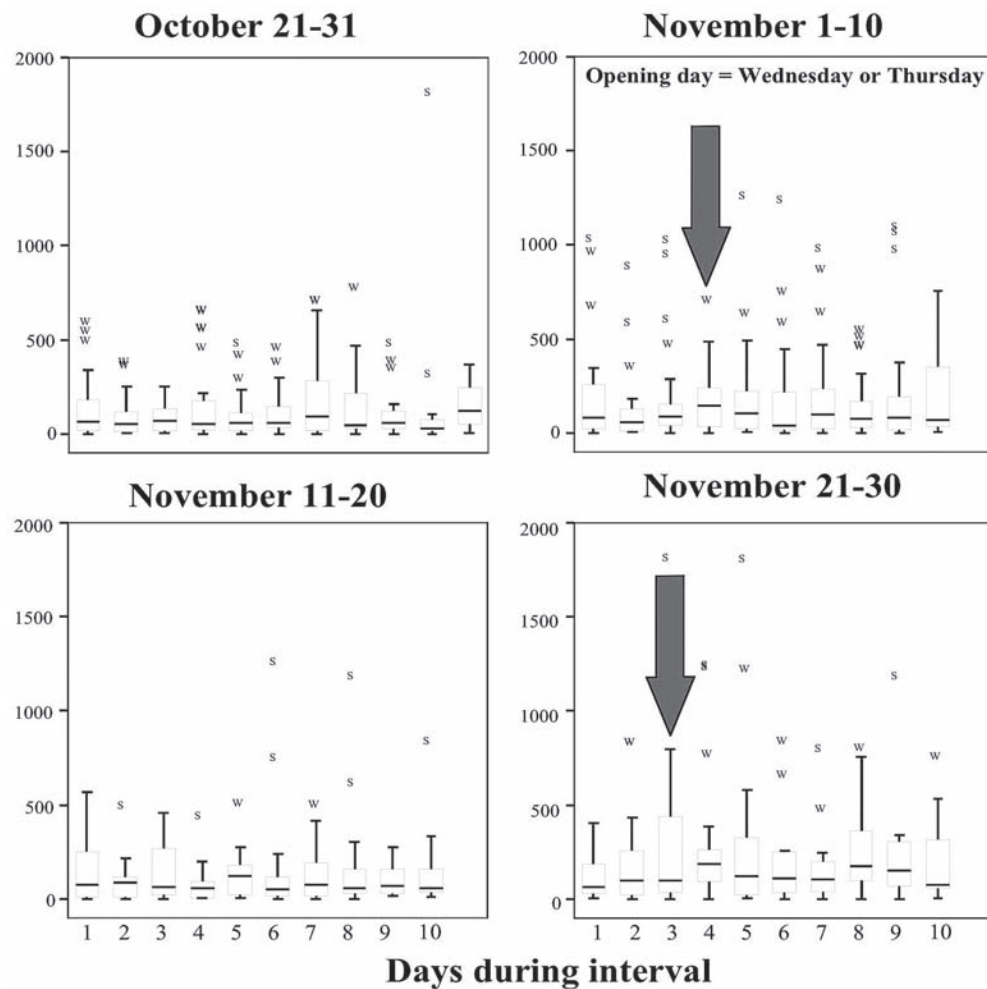 October 21-31
2000
1500
1000
500
0
S
W
W
W
W
W
W
W
W
S
W
W
W
W
W
W
S
W
W
S
November 1-10
Opening day = Wednesday or Thursday
2000
1500
1000
500
0
S
W
W
S
S
W
S
S
S
W
W
S
W
S
W
W
S
W
W
W
W
W
S
S
S
November 11-20
2000
1500
1000
500
0
S
S
W
S
S
W
S
S
S
1 2 3 4 5 6 7 8 9 10
November 21-30
2000
1500
1000
500
0
W
S
S
W
S
W
W
W
S
W
W
S
W
1 2 3 4 5 6 7 8 9 10
Days during interval